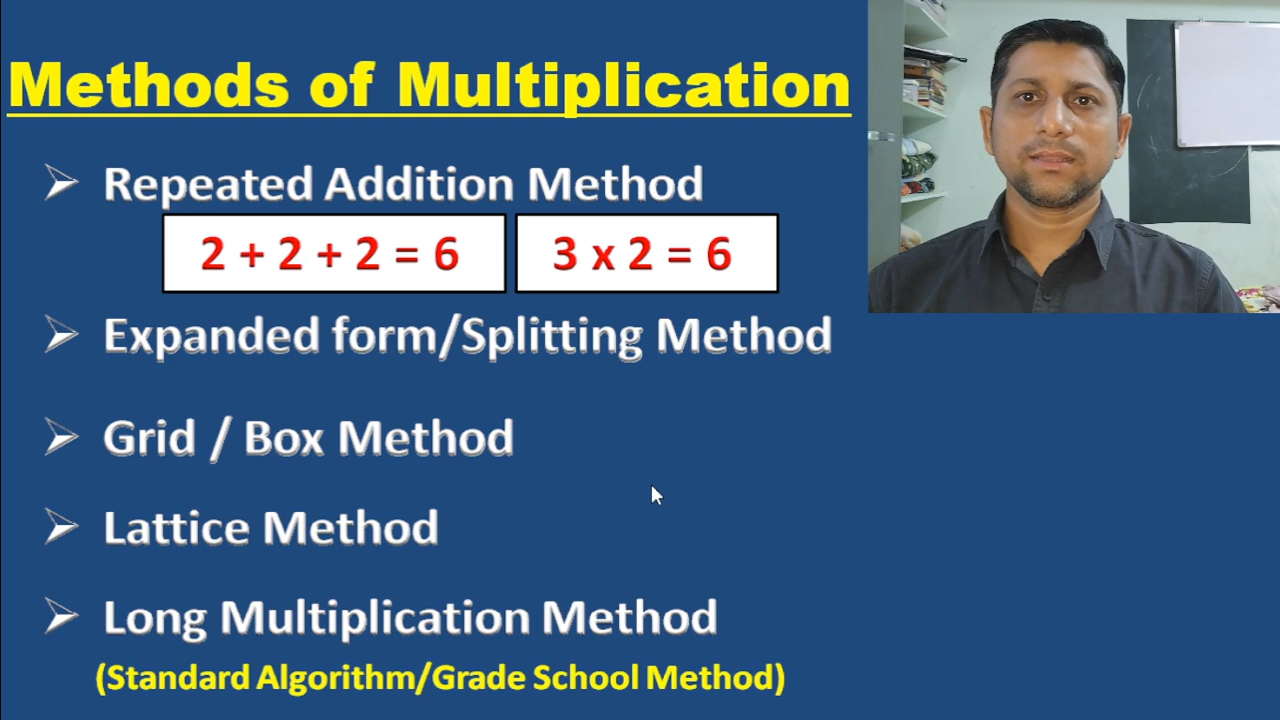 Methods of Multiplication
Repeated Addition Method
2 + 2 + 2 = 6 3 x 2 = 6
Expanded form/Splitting Method
Grid / Box Method
Lattice Method
Long Multiplication Method
(Standard Algorithm/Grade School Method)